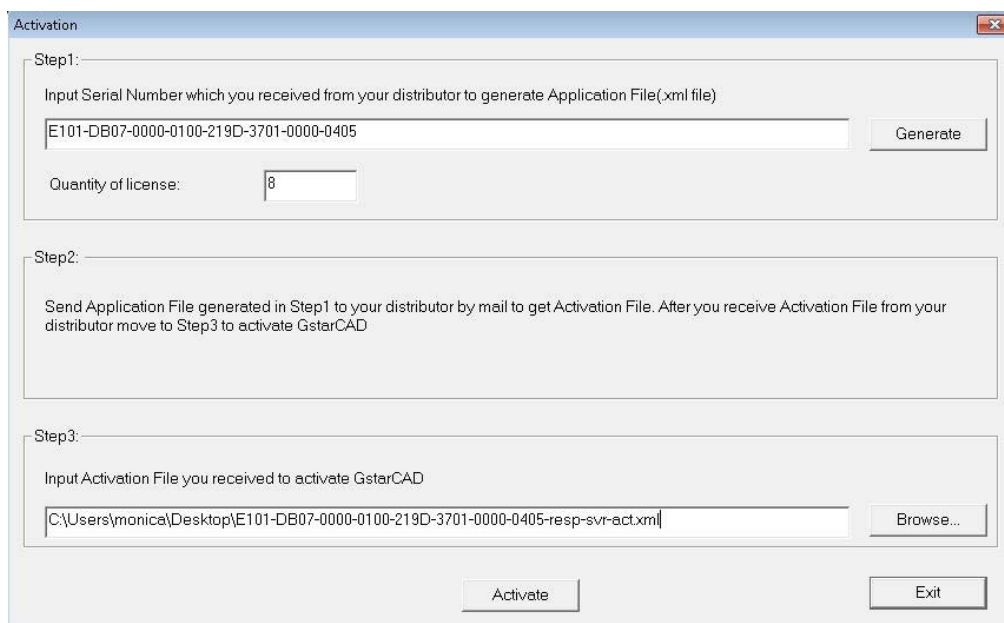 Activation
Step1:
Input Serial Number which you received from your distributor to generate Application File(.xml file)
E101-DB07-0000-0100-219D-3701-0000-0405
Generate
Quantity of license:
8
Step2:
Send Application File generated in Step1 to your distributor by mail to get Activation File. After you receive Activation File from your
distributor move to Step3 to activate GstarCAD
Step3:
Input Activation File you received to activate GstarCAD
C:\Users\monica\Desktop\E101-DB07-0000-0100-219D-3701-0000-0405-resp-svr-act.xml
Browse...
Activate
Exit